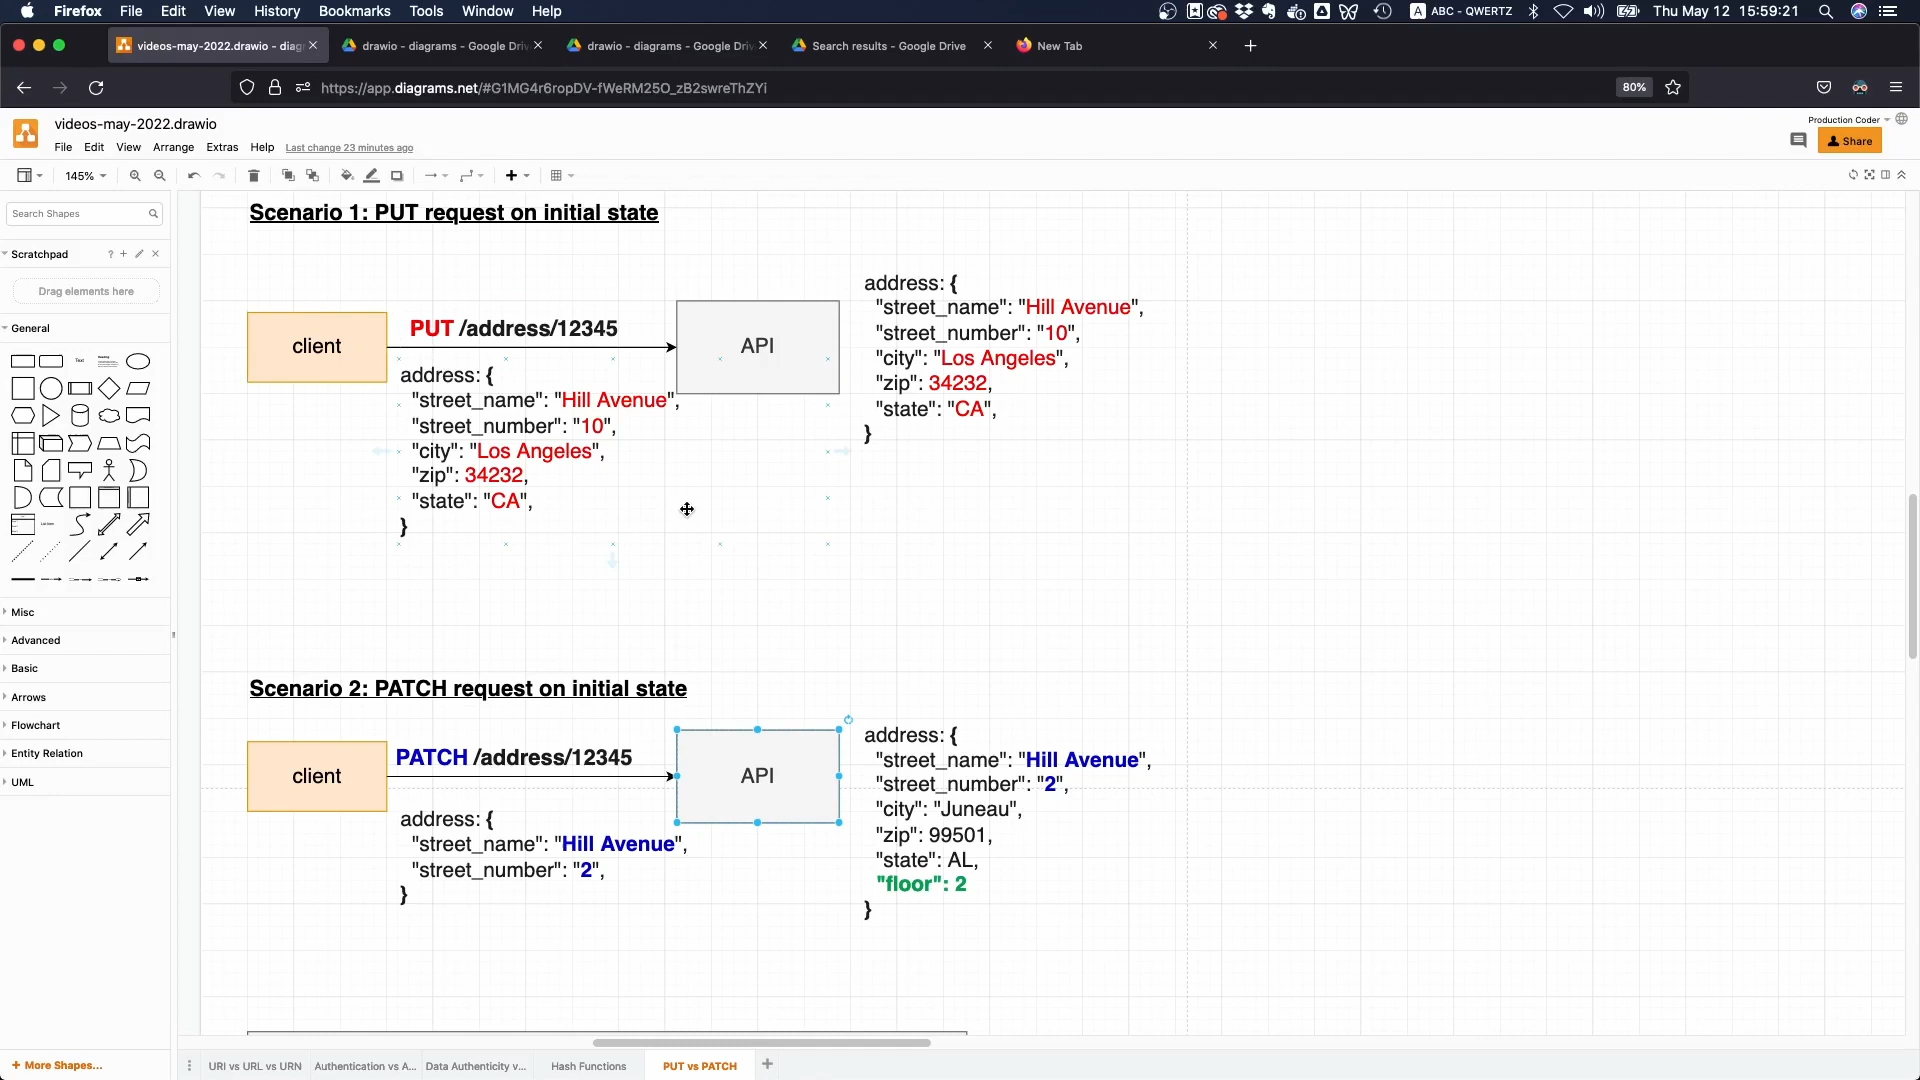 Firefox File Edit View History Bookmarks Tools Window Help
A ABC - QWERTZ Thu May 12 15:59:21
videos-may-2022.drawio - diag
drawio - diagrams - Google Driv
drawio - diagrams - Google Driv
Search results - Google Drive
New Tab
https://app.diagrams.net/#G1MG4r6ropDV-fWeRM25O_zB2swreThZYi
80%
videos-may-2022.drawio
Production Coder
File Edit View Arrange Extras Help Last change 23 minutes ago
Share
145%
Search Shapes
Scratchpad
?
Drag elements here
General
Text
Heading
Misc
Advanced
Basic
Arrows
Flowchart
Entity Relation
UML
+ More Shapes...
Scenario 1: PUT request on initial state
client
PUT /address/12345
API
address: {
"street_name": "Hill Avenue",
"street_number": "10",
"city": "Los Angeles",
"zip": 34232,
"state": "CA",
}
address: {
"street_name": "Hill Avenue",
"street_number": "10",
"city": "Los Angeles",
"zip": 34232,
"state": "CA",
}
Scenario 2: PATCH request on initial state
client
PATCH /address/12345
API
address: {
"street_name": "Hill Avenue",
"street_number": "2",
}
address: {
"street_name": "Hill Avenue",
"street_number": "2",
"city": "Juneau",
"zip": 99501,
"state": AL,
"floor": 2
}
URI vs URL vs URN
Authentication vs A...
Data Authenticity v...
Hash Functions
PUT vs PATCH